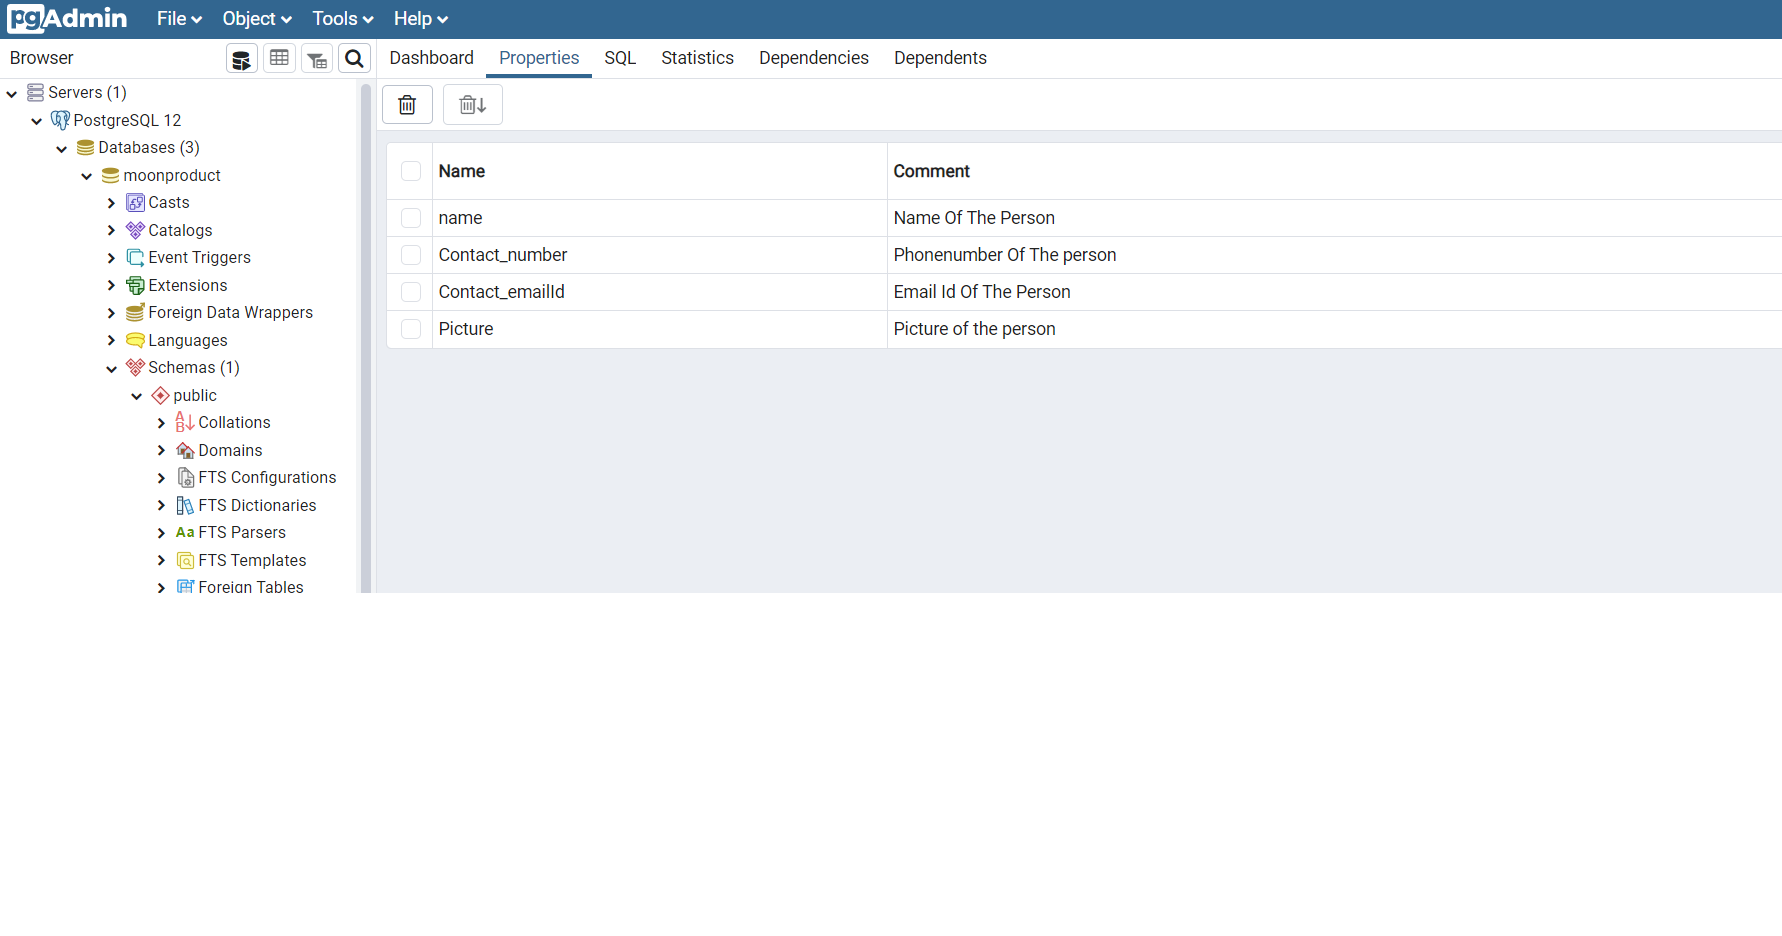 pgAdmin File Object Tools Help
Browser
Dashboard Properties SQL Statistics Dependencies Dependents
Servers (1)
PostgreSQL 12
Databases (3)
moonproduct
Casts
Catalogs
Event Triggers
Extensions
Foreign Data Wrappers
Languages
Schemas (1)
public
Collations
Domains
FTS Configurations
FTS Dictionaries
Aa FTS Parsers
FTS Templates
Foreign Tables
Name Comment
name Name Of The Person
Contact_number Phonenumber Of The person
Contact_emailId Email Id Of The Person
Picture Picture of the person